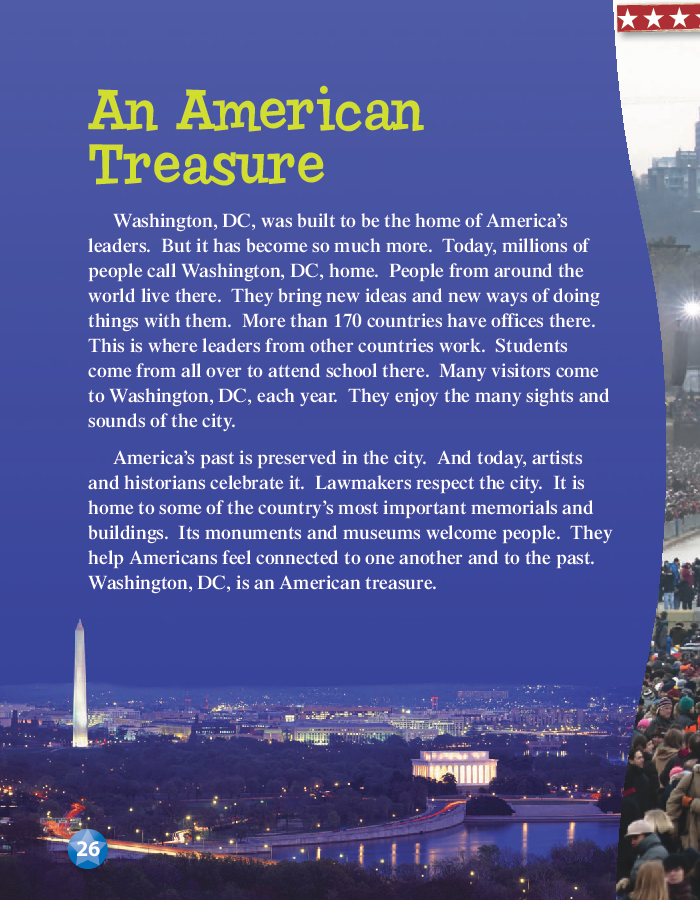 An American
Treasure
Washington, DC, was built to be the home of America's
leaders. But it has become so much more. Today, millions of
people call Washington, DC, home. People from around the
world live there. They bring new ideas and new ways of doing
things with them. More than 170 countries have offices there.
This is where leaders from other countries work. Students
come from all over to attend school there. Many visitors come
to Washington, DC, each year. They enjoy the many sights and
sounds of the city.
America's past is preserved in the city. And today, artists
and historians celebrate it. Lawmakers respect the city. It is
home to some of the country's most important memorials and
buildings. Its monuments and museums welcome people. They
help Americans feel connected to one another and to the past.
Washington, DC, is an American treasure.
26